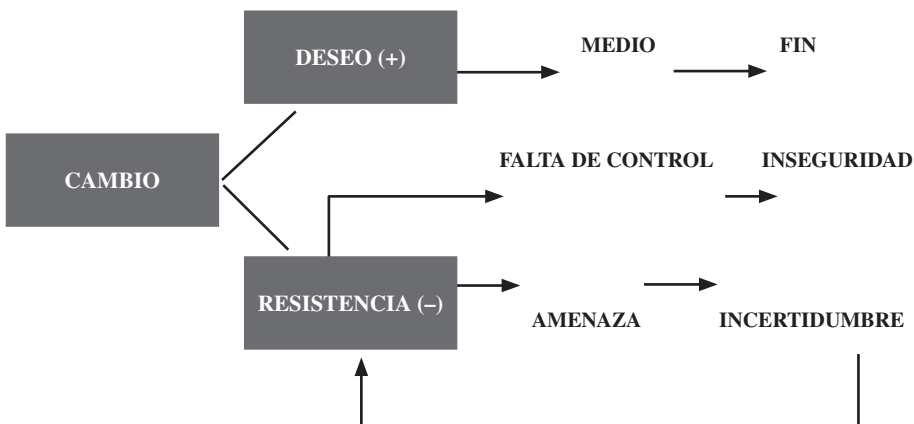 DESEO (+)
MEDIO
FIN
CAMBIO
FALTA DE CONTROL
INSEGURIDAD
RESISTENCIA (–)
AMENAZA
INCERTIDUMBRE